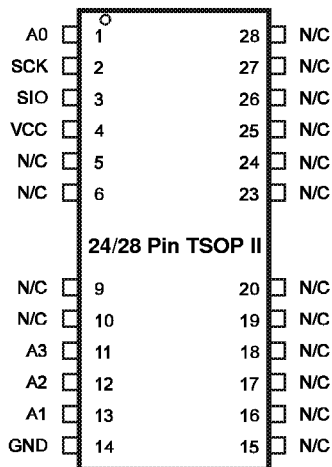 A0 1 28 N/C
SCK 2 27 N/C
SIO 3 26 N/C
VCC 4 25 N/C
N/C 5 24 N/C
N/C 6 23 N/C
24/28 Pin TSOP II
N/C 9 20 N/C
N/C 10 19 N/C
A3 11 18 N/C
A2 12 17 N/C
A1 13 16 N/C
GND 14 15 N/C